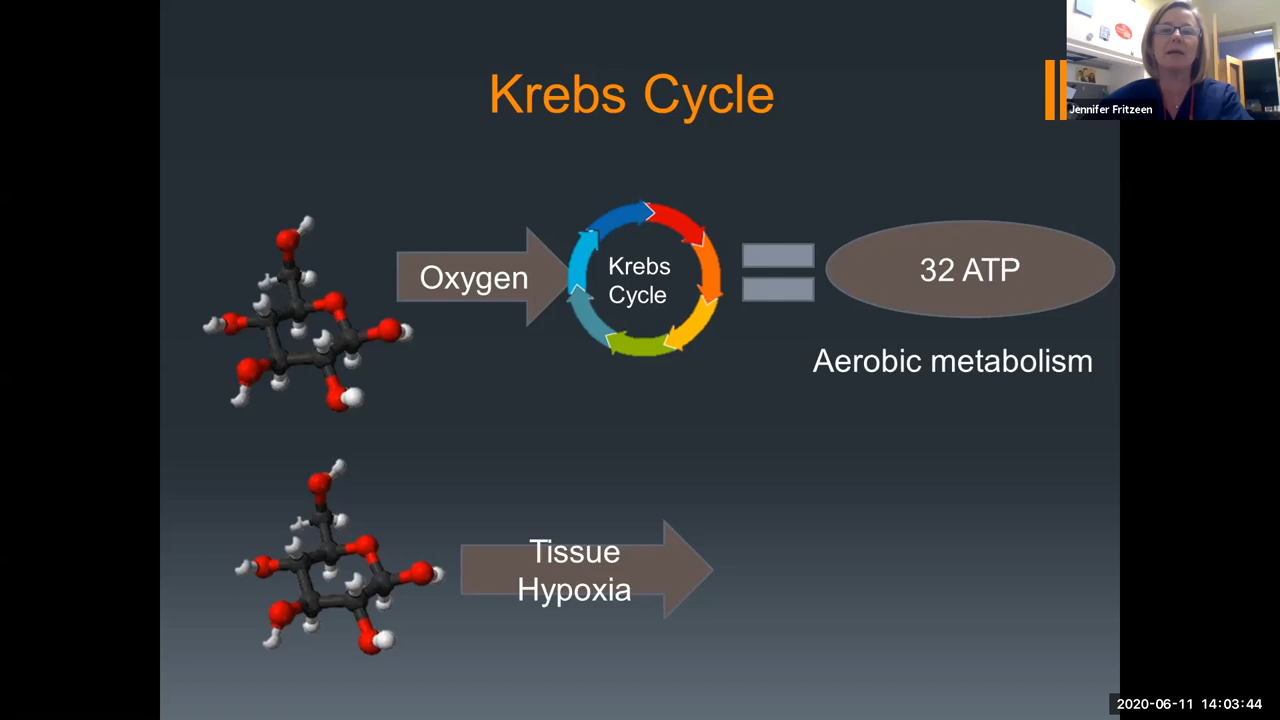 Krebs Cycle
Jennifer Fritzeen
Oxygen
Krebs
Cycle
32 ATP
Aerobic metabolism
Tissue
Hypoxia
2020-06-11 14:03:44